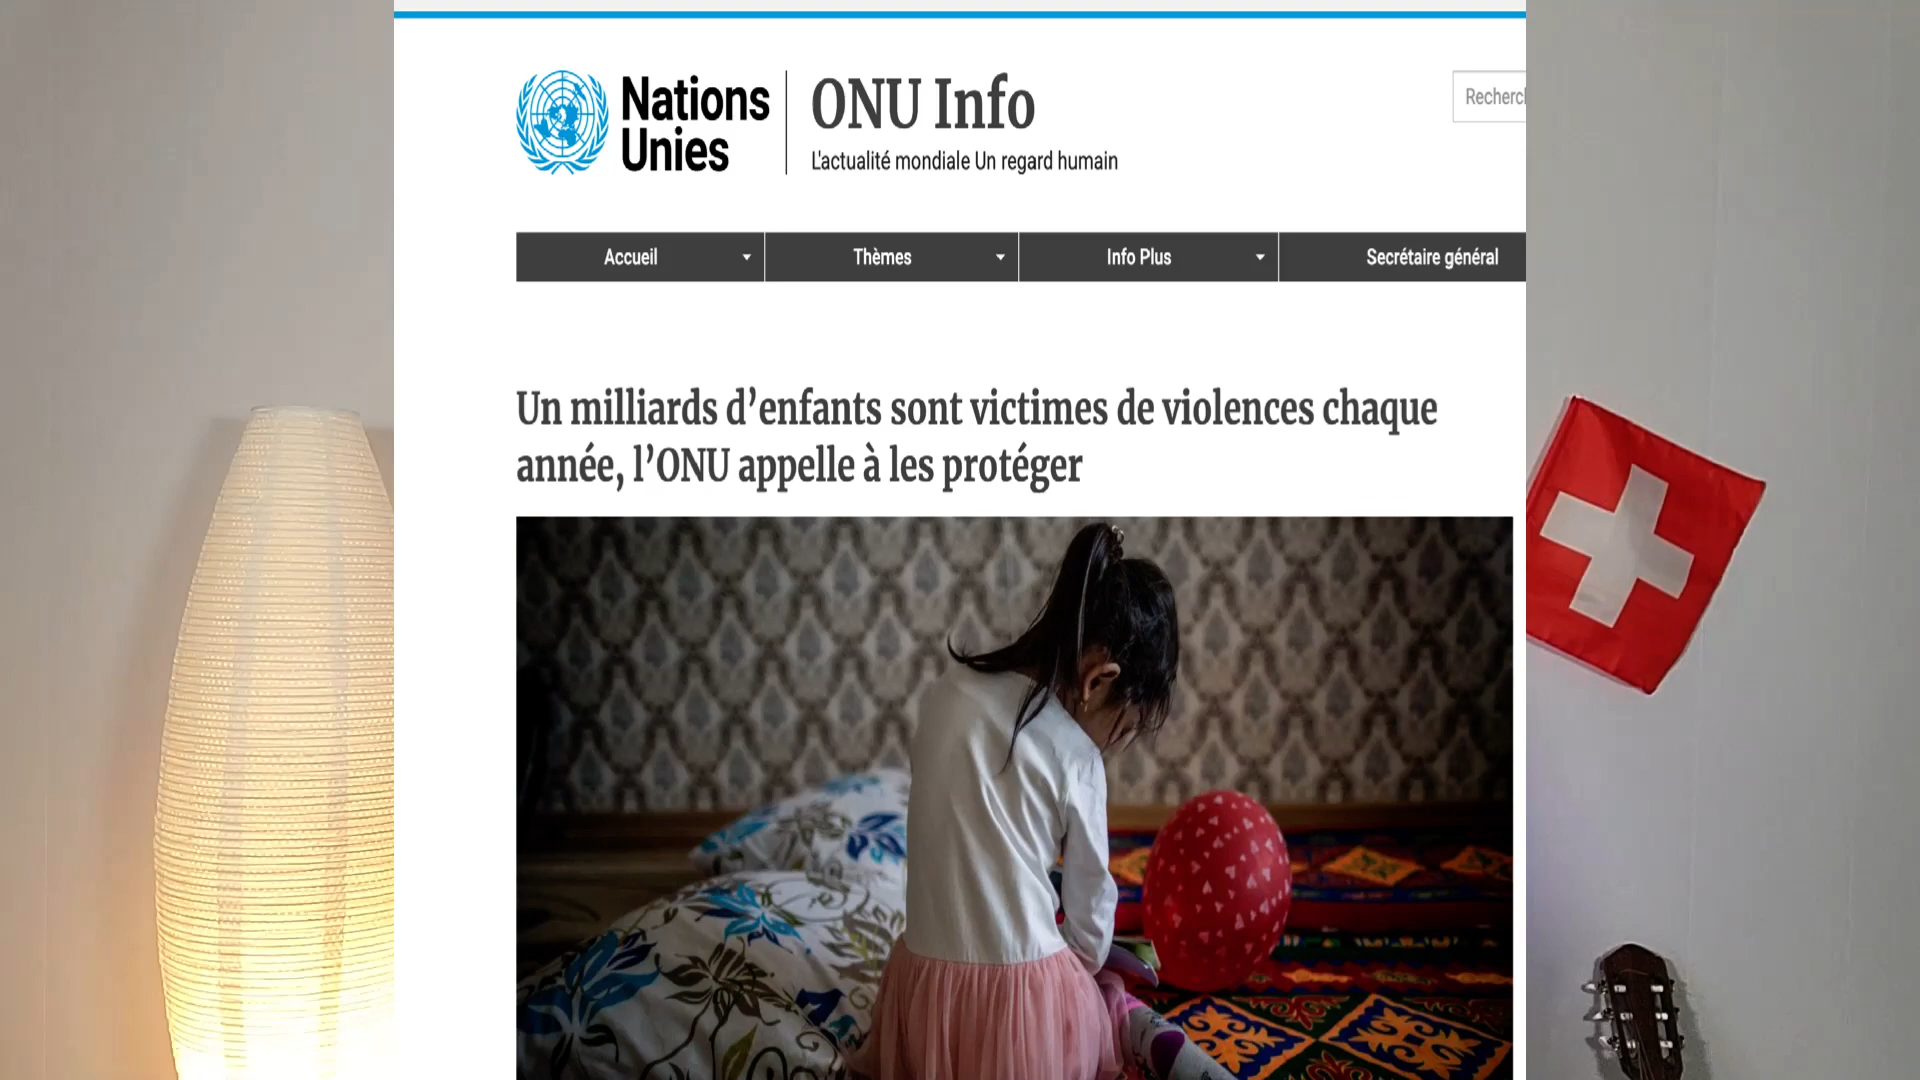 Nations
Unies
ONU Info
L'actualité mondiale Un regard humain
Accueil
Thèmes
Info Plus
Secrétaire général
Un milliards d’enfants sont victimes de violences chaque
année, l’ONU appelle à les protéger